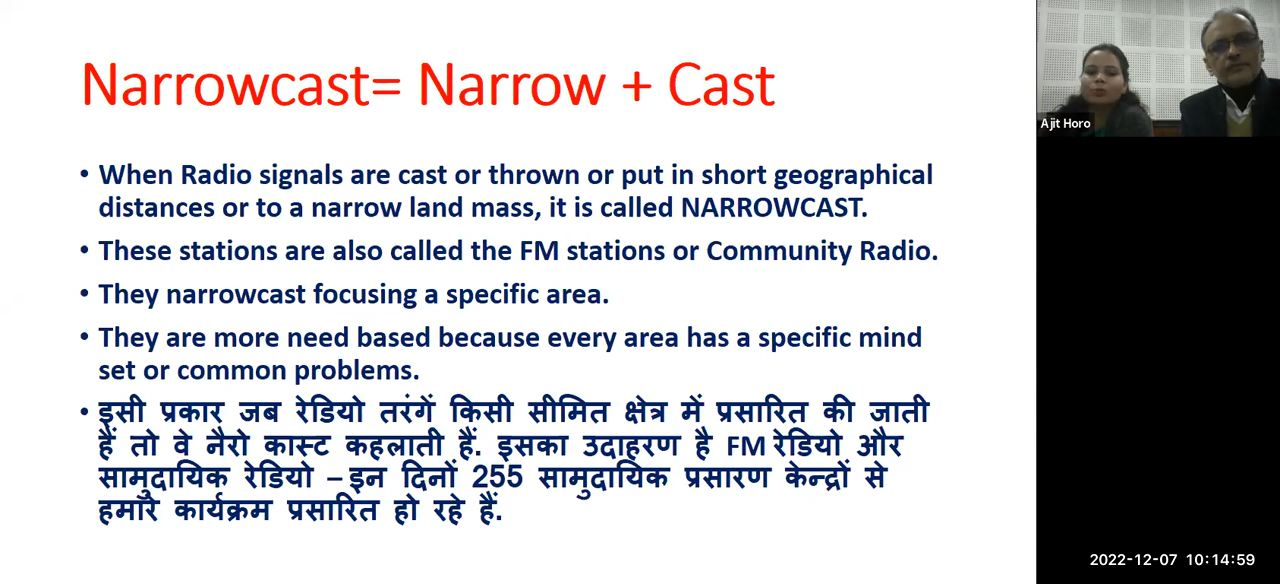 Narrowcast= Narrow + Cast
• When Radio signals are cast or thrown or put in short geographical
distances or to a narrow land mass, it is called NARROWCAST.
• These stations are also called the FM stations or Community Radio.
• They narrowcast focusing a specific area.
• They are more need based because every area has a specific mind
set or common problems.
• इसी प्रकार जब रेडियो तरंगें किसी सीमित क्षेत्र में प्रसारित की जाती
हैं तो वे नैरो कास्ट कहलाती हैं. इसका उदाहरण है FM रेडियो और
सामुदायिक रेडियो – इन दिनों 255 सामुदायिक प्रसारण केन्द्रों से
हमारे कार्यक्रम प्रसारित हो रहे हैं.
Ajit Horo
2022-12-07 10:14:59